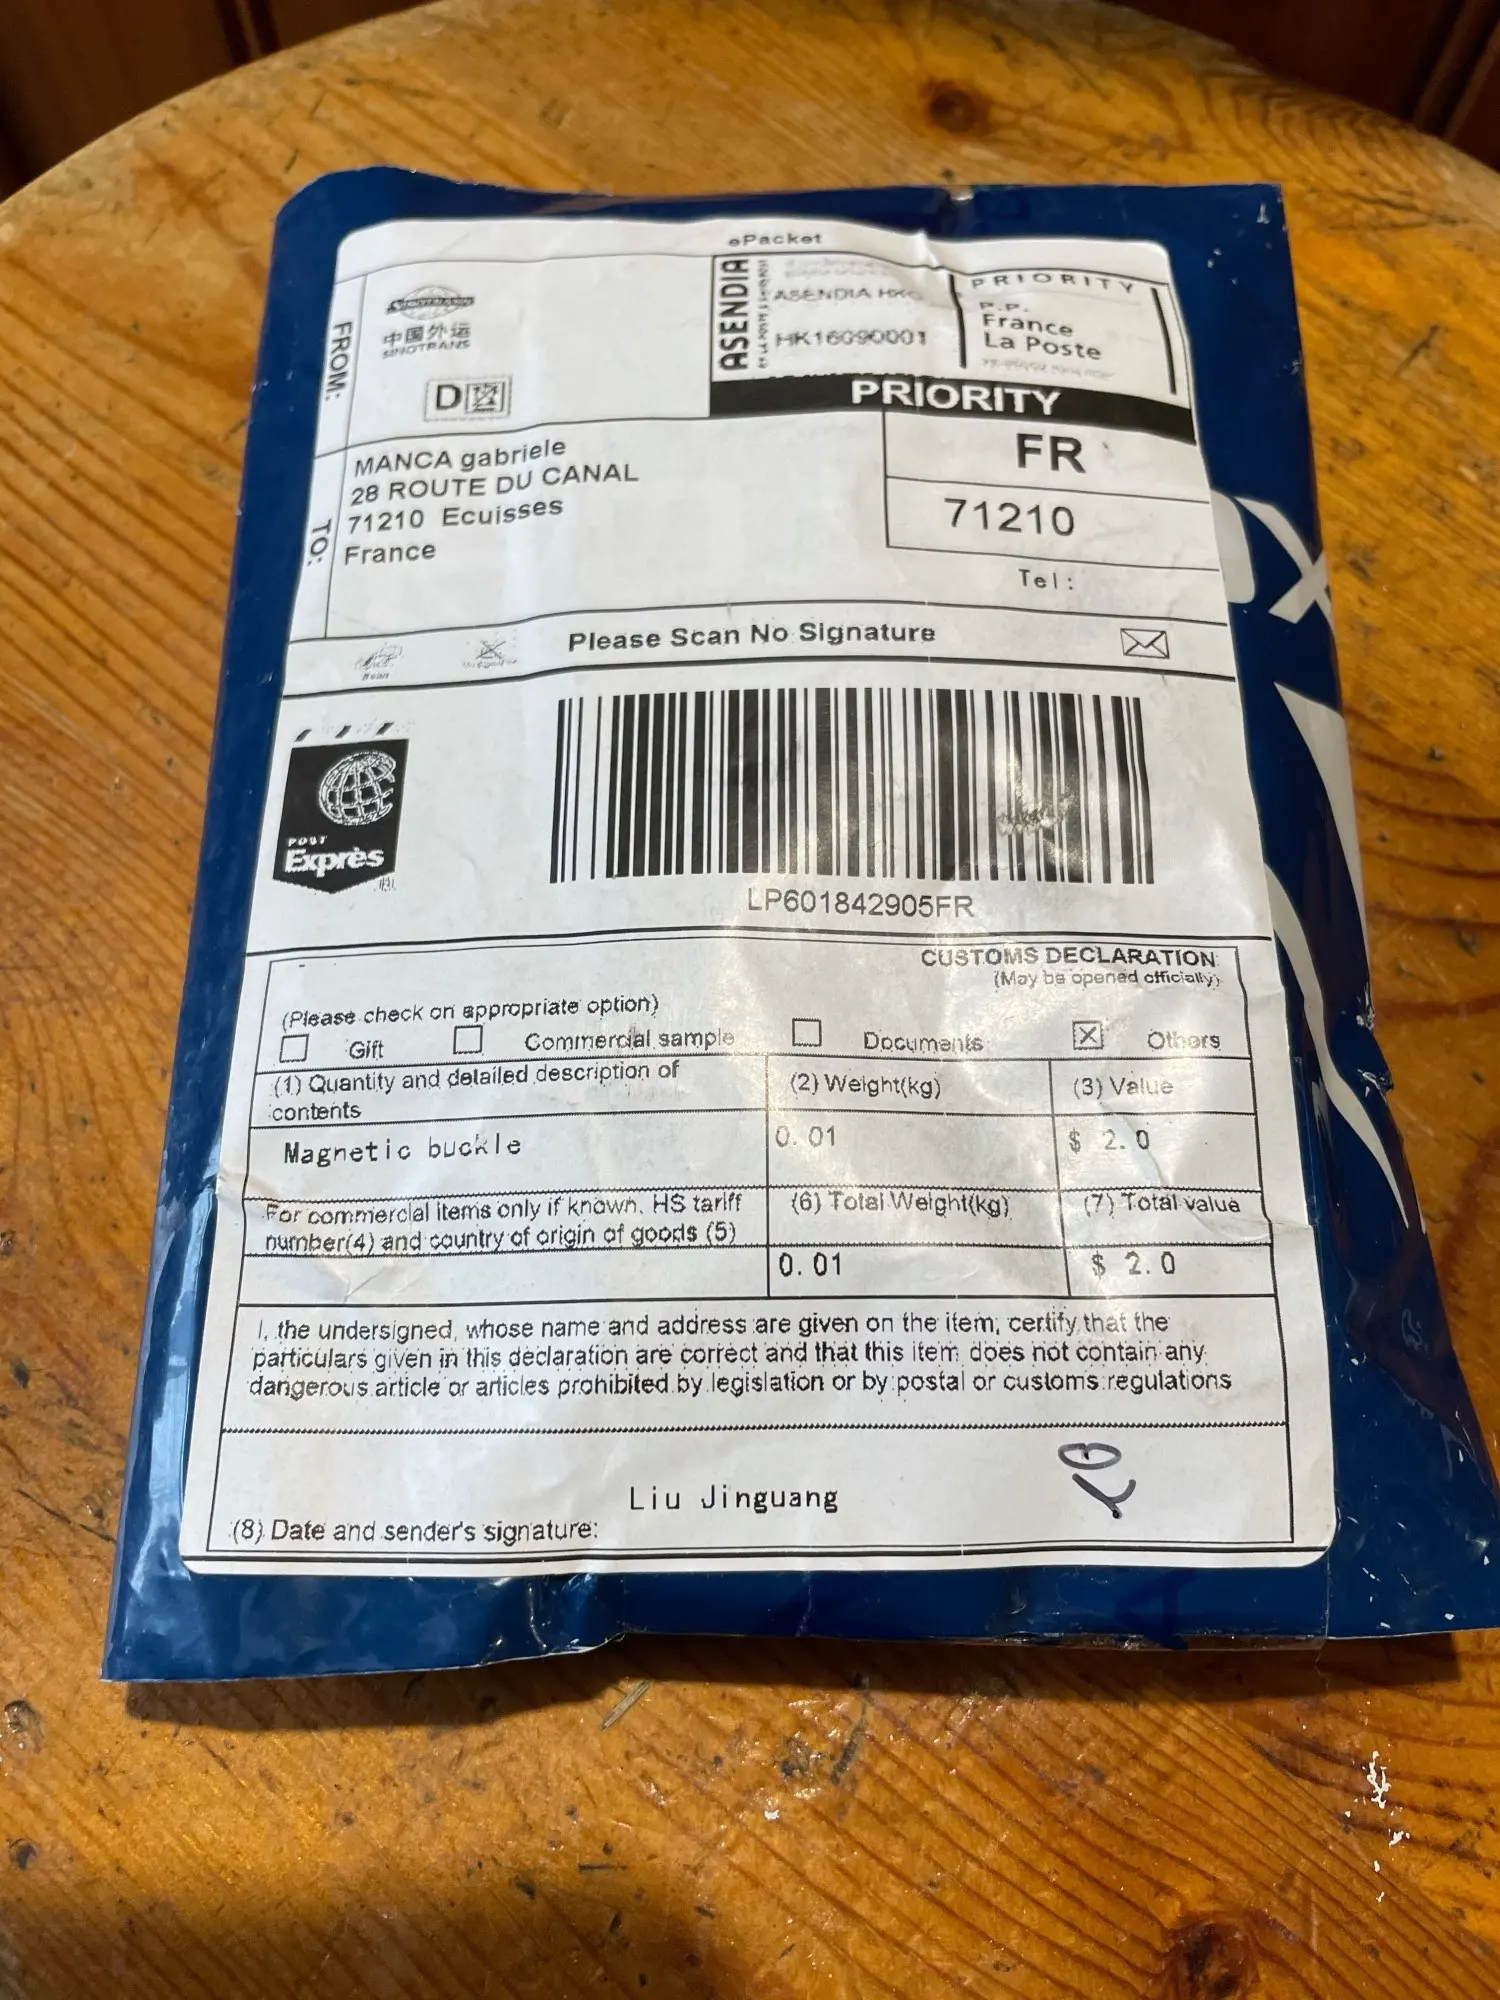 ePacket
FROM:
中国外运
SINOTRANS
D
ASENDIA
ASENDIA HKG
HK16090001
PRIORITY
P.P.
France
La Poste
PRIORITY
FR
71210
Tel:
TO:
MANCA gabriele
28 ROUTE DU CANAL
71210 Ecuisses
France
Please Scan No Signature
POST
Exprès
LP601842905FR
CUSTOMS DECLARATION
(May be opened officially)
(Please check on appropriate option)
Gift Commercial sample Documents Others
(1) Quantity and detailed description of
contents
(2) Weight(kg)
(3) Value
Magnetic buckle
0.01
$ 2.0
For commercial items only if known, HS tariff
number(4) and country of origin of goods (5)
(6) Total Weight(kg)
(7) Total value
0.01
$ 2.0
I, the undersigned, whose name and address are given on the item, certify that the
particulars given in this declaration are correct and that this item does not contain any
dangerous article or articles prohibited by legislation or by postal or customs regulations
Liu Jinguang
(8) Date and sender's signature: